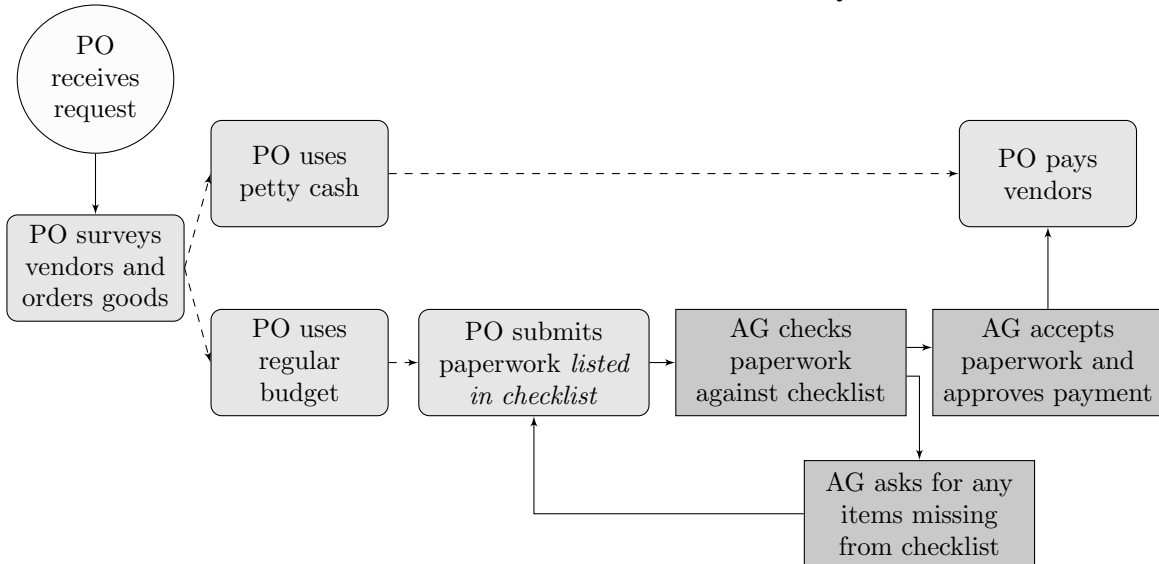 PO
receives
request
PO uses
petty cash
PO pays
vendors
PO surveys
vendors and
orders goods
PO uses
regular
budget
PO submits
paperwork listed
in checklist
AG checks
paperwork
against checklist
AG accepts
paperwork and
approves payment
AG asks for any
items missing
from checklist